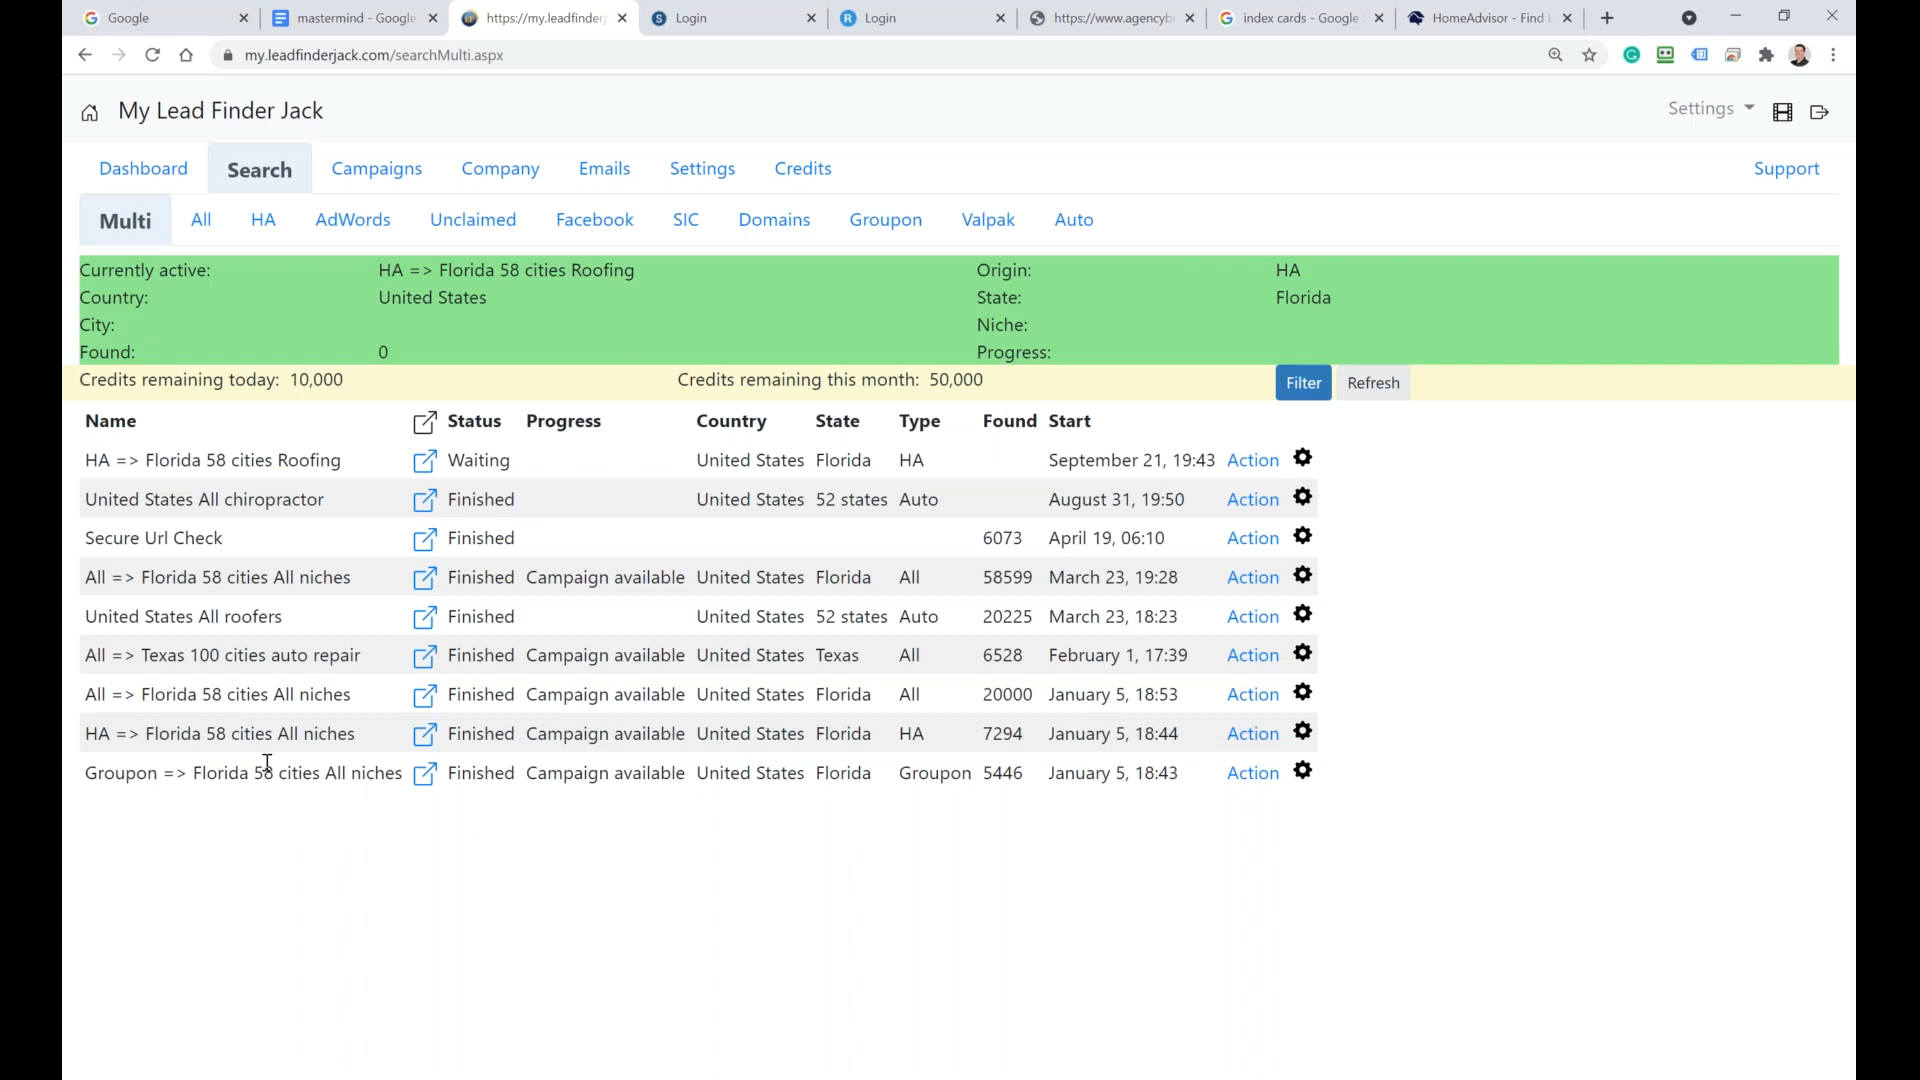 Google
mastermind - Google
https://my.leadfinderj
Login
Login
https://www.agencyb
index cards - Google
HomeAdvisor - Find L
my.leadfinderjack.com/searchMulti.aspx
My Lead Finder Jack
Settings
Dashboard Search Campaigns Company Emails Settings Credits Support
Multi All HA AdWords Unclaimed Facebook SIC Domains Groupon Valpak Auto
Currently active: HA => Florida 58 cities Roofing Origin: HA
Country: United States State: Florida
City: Niche:
Found: 0 Progress:
Credits remaining today: 10,000 Credits remaining this month: 50,000 Filter Refresh
Name Status Progress Country State Type Found Start
HA => Florida 58 cities Roofing Waiting United States Florida HA September 21, 19:43 Action
United States All chiropractor Finished United States 52 states Auto August 31, 19:50 Action
Secure Url Check Finished 6073 April 19, 06:10 Action
All => Florida 58 cities All niches Finished Campaign available United States Florida All 58599 March 23, 19:28 Action
United States All roofers Finished United States 52 states Auto 20225 March 23, 18:23 Action
All => Texas 100 cities auto repair Finished Campaign available United States Texas All 6528 February 1, 17:39 Action
All => Florida 58 cities All niches Finished Campaign available United States Florida All 20000 January 5, 18:53 Action
HA => Florida 58 cities All niches Finished Campaign available United States Florida HA 7294 January 5, 18:44 Action
Groupon => Florida 58 cities All niches Finished Campaign available United States Florida Groupon 5446 January 5, 18:43 Action